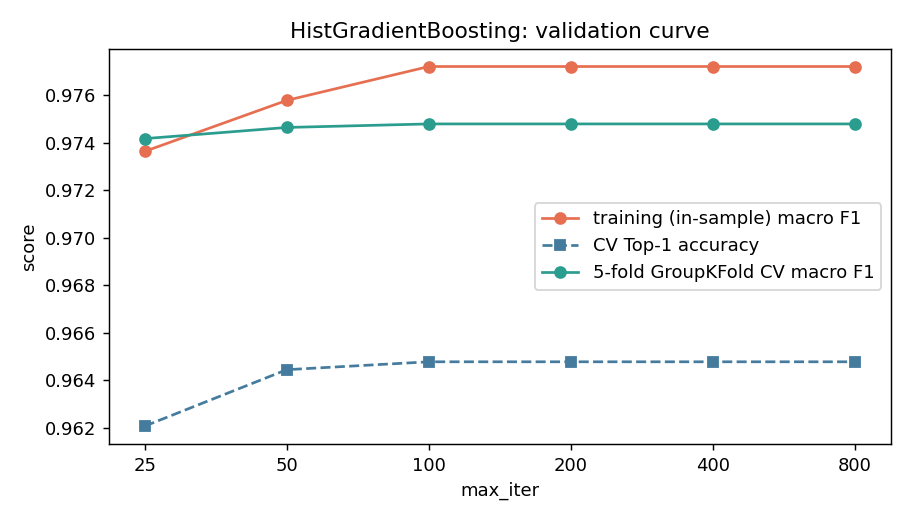 HistGradientBoosting: validation curve
0.976
0.974
0.972
0.970
0.968
0.966
0.964
0.962
score
training (in-sample) macro F1
CV Top-1 accuracy
5-fold GroupKFold CV macro F1
25 50 100 200 400 800
max_iter